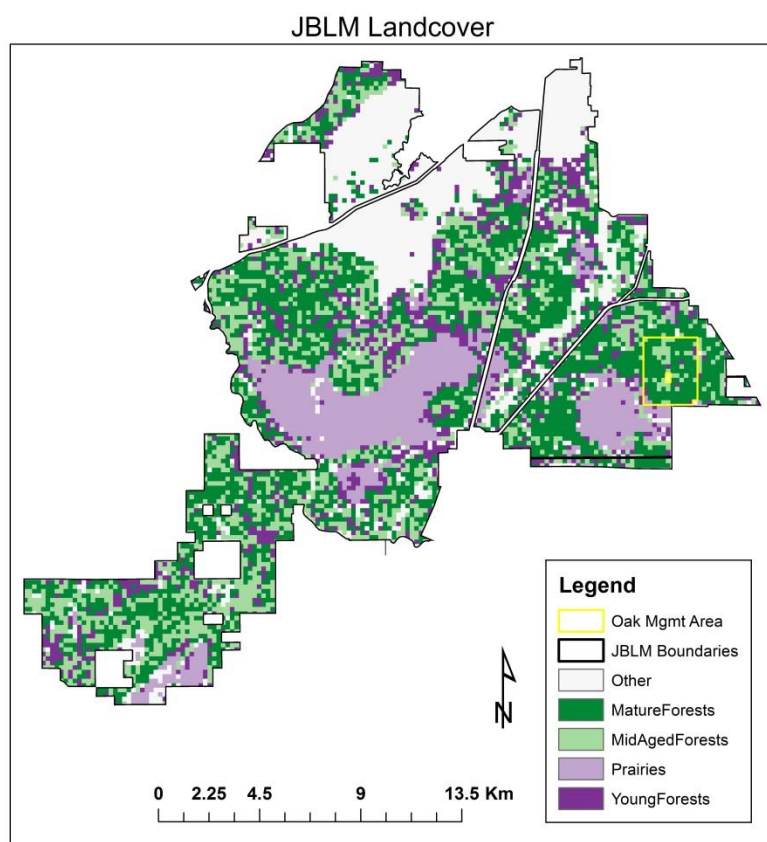 JBLM Landcover
Legend
Oak Mgmt Area
JBLM Boundaries
Other
MatureForests
MidAgedForests
Prairies
YoungForests
N
0 2.25 4.5 9 13.5 Km